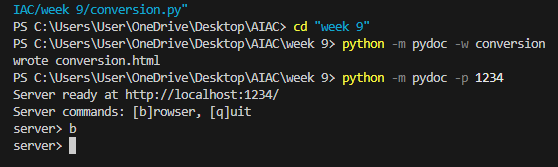 IAC/week 9/conversion.py"
PS C:\Users\User\OneDrive\Desktop\AIAC> cd "week 9"
PS C:\Users\User\OneDrive\Desktop\AIAC\week 9> python -m pydoc -w conversion
wrote conversion.html
PS C:\Users\User\OneDrive\Desktop\AIAC\week 9> python -m pydoc -p 1234
Server ready at http://localhost:1234/
Server commands: [b]rowser, [q]uit
server> b
server>